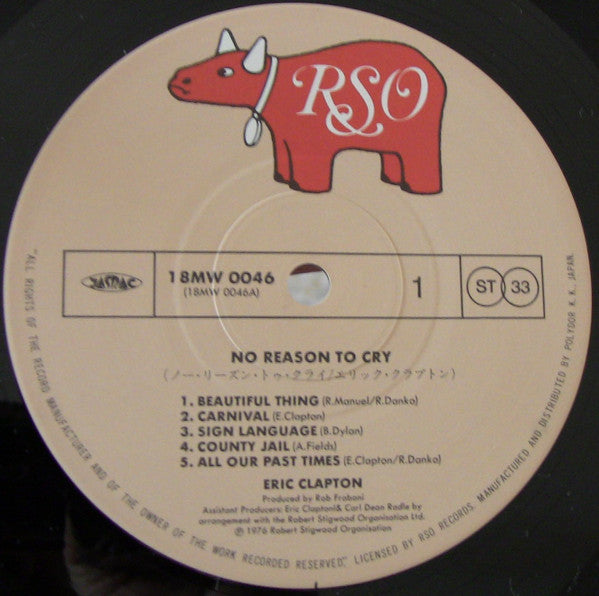 RSO
JASRAC
18MW 0046
(18MW 0046A)
1
ST 33
NO REASON TO CRY
(ノー・リーズン・トゥ・クライ/エリック・クラプトン)
1. BEAUTIFUL THING (R.Manuel/R.Danko)
2. CARNIVAL (E.Clapton)
3. SIGN LANGUAGE (B.Dylan)
4. COUNTY JAIL (A.Fields)
5. ALL OUR PAST TIMES (E.Clapton/R.Danko)
ERIC CLAPTON
Produced by Rob Fraboni
Assistant Producers: Eric Clapton& Carl Dean Radle by
arrangement with the Robert Stigwood Organisation Ltd.
℗ 1976 Robert Stigwood Organisation
"ALL RIGHTS OF THE RECORD MANUFACTURER AND OF THE OWNER OF THE WORK RECORDED RESERVED." LICENSED BY RSO RECORDS. MANUFACTURED AND DISTRIBUTED BY POLYDOR K. K., JAPAN.